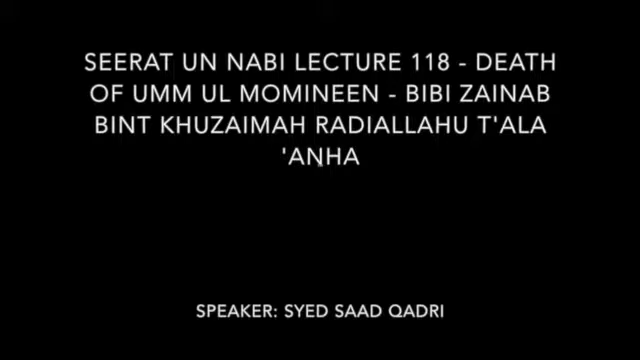 SEERAT UN NABI LECTURE 118 - DEATH
OF UMM UL MOMINEEN - BIBI ZAINAB
BINT KHUZAIMAH RADIALLAHU T'ALA
'ANHA
SPEAKER: SYED SAAD QADRI